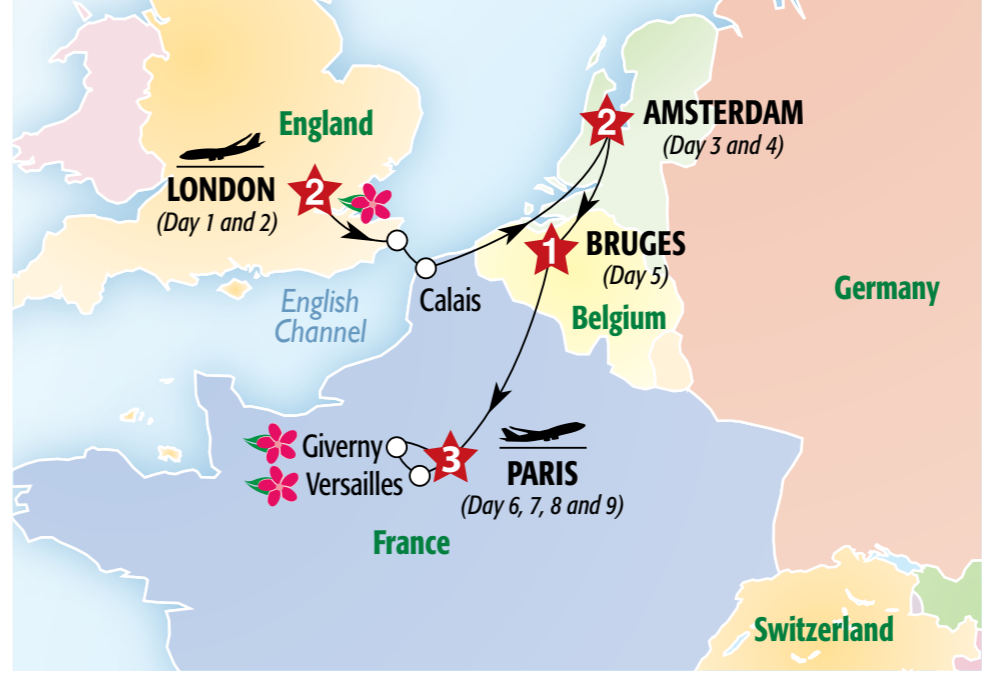 England
LONDON
(Day 1 and 2)
2
English
Channel
Calais
2
AMSTERDAM
(Day 3 and 4)
1
BRUGES
(Day 5)
Belgium
Germany
Giverny
Versailles
3
PARIS
(Day 6, 7, 8 and 9)
France
Switzerland